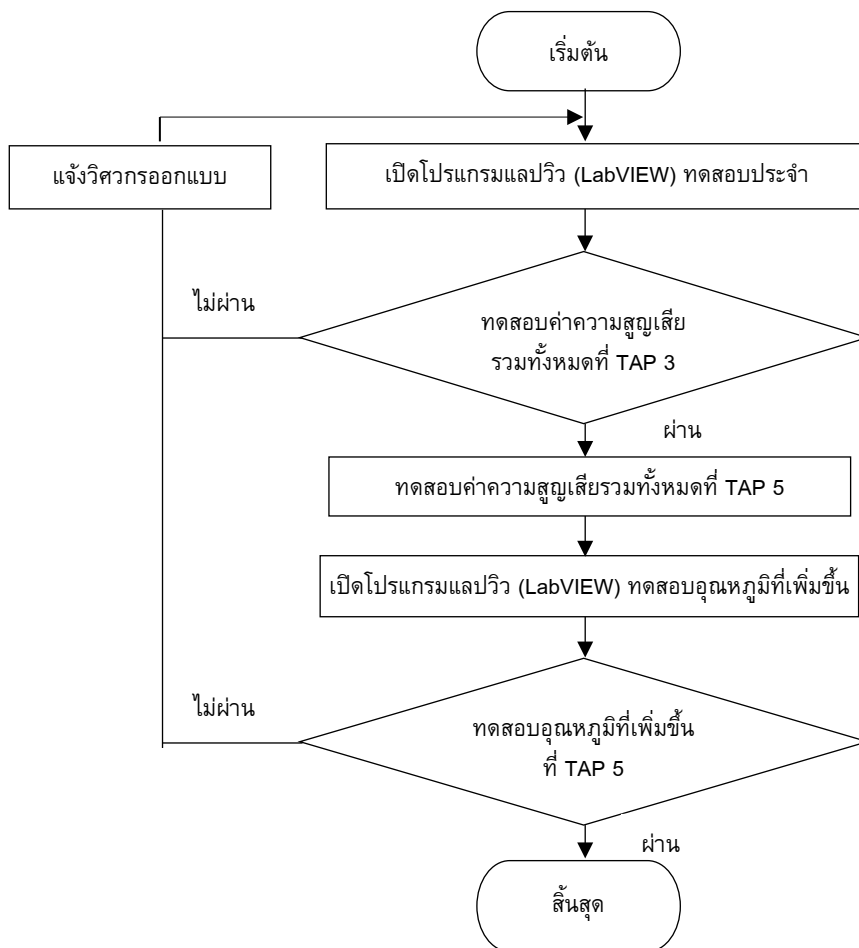 เริ่มต้น
แจ้งวิศวกรออกแบบ
เปิดโปรแกรมแลปวิว (LabVIEW) ทดสอบประจำ
ไม่ผ่าน
ทดสอบค่าความสูญเสีย
รวมทั้งหมดที่ TAP 3
ผ่าน
ทดสอบค่าความสูญเสียรวมทั้งหมดที่ TAP 5
เปิดโปรแกรมแลปวิว (LabVIEW) ทดสอบอุณหภูมิที่เพิ่มขึ้น
ไม่ผ่าน
ทดสอบอุณหภูมิที่เพิ่มขึ้น
ที่ TAP 5
ผ่าน
สิ้นสุด